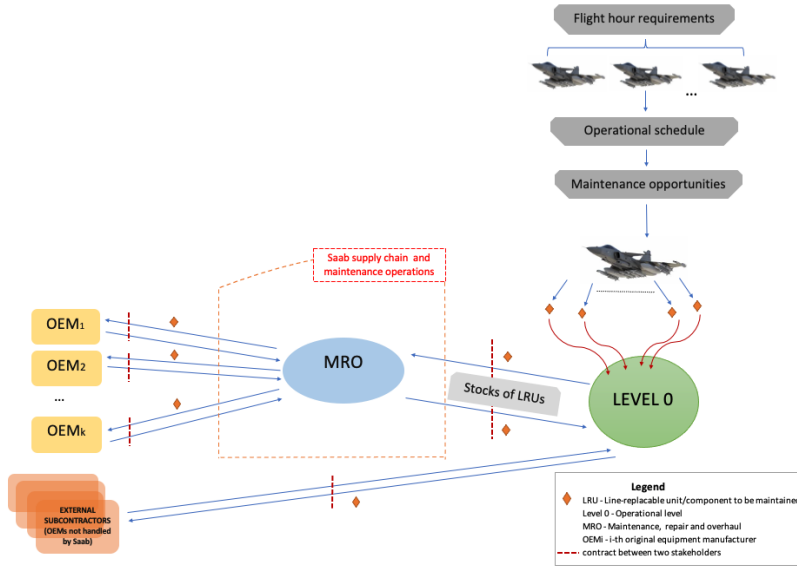 Flight hour requirements
...
Operational schedule
Maintenance opportunities
Saab supply chain and
maintenance operations
OEM1
OEM2
...
OEMk
MRO
Stocks of LRUs
LEVEL 0
EXTERNAL
SUBCONTRACTORS
(OEMs not handled
by Saab)
Legend
LRU - Line-replacable unit/component to be maintained
Level 0 - Operational level
MRO - Maintenance, repair and overhaul
OEMi - i-th original equipment manufacturer
contract between two stakeholders